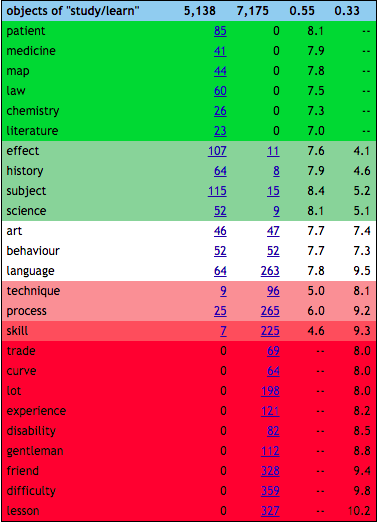 objects of "study/learn" 5,138 7,175 0.55 0.33
patient 85 0 8.1 --
medicine 41 0 7.9 --
map 44 0 7.8 --
law 60 0 7.5 --
chemistry 26 0 7.3 --
literature 23 0 7.0 --
effect 107 11 7.6 4.1
history 64 8 7.9 4.6
subject 115 15 8.4 5.2
science 52 9 8.1 5.1
art 46 47 7.7 7.4
behaviour 52 52 7.7 7.3
language 64 263 7.8 9.5
technique 9 96 5.0 8.1
process 25 265 6.0 9.2
skill 7 225 4.6 9.3
trade 0 69 -- 8.0
curve 0 64 -- 8.0
lot 0 198 -- 8.0
experience 0 121 -- 8.2
disability 0 82 -- 8.5
gentleman 0 112 -- 8.8
friend 0 328 -- 9.4
difficulty 0 359 -- 9.8
lesson 0 327 -- 10.2